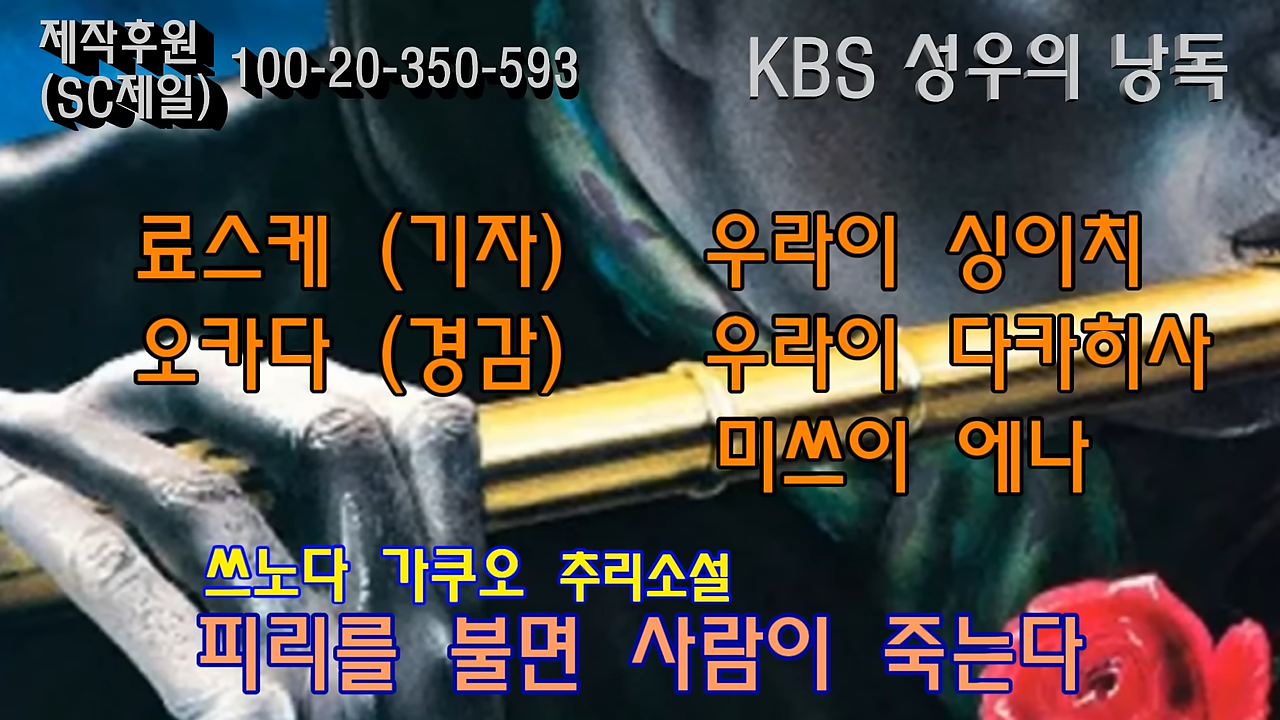 제작후원
(SC제일)
100-20-350-593
KBS 성우의 낭독
료스케 (기자)
오카다 (경감)
우라이 싱이치
우라이 다카히사
미쓰이 에나
쓰노다 가쿠오 추리소설
피리를 불면 사람이 죽는다